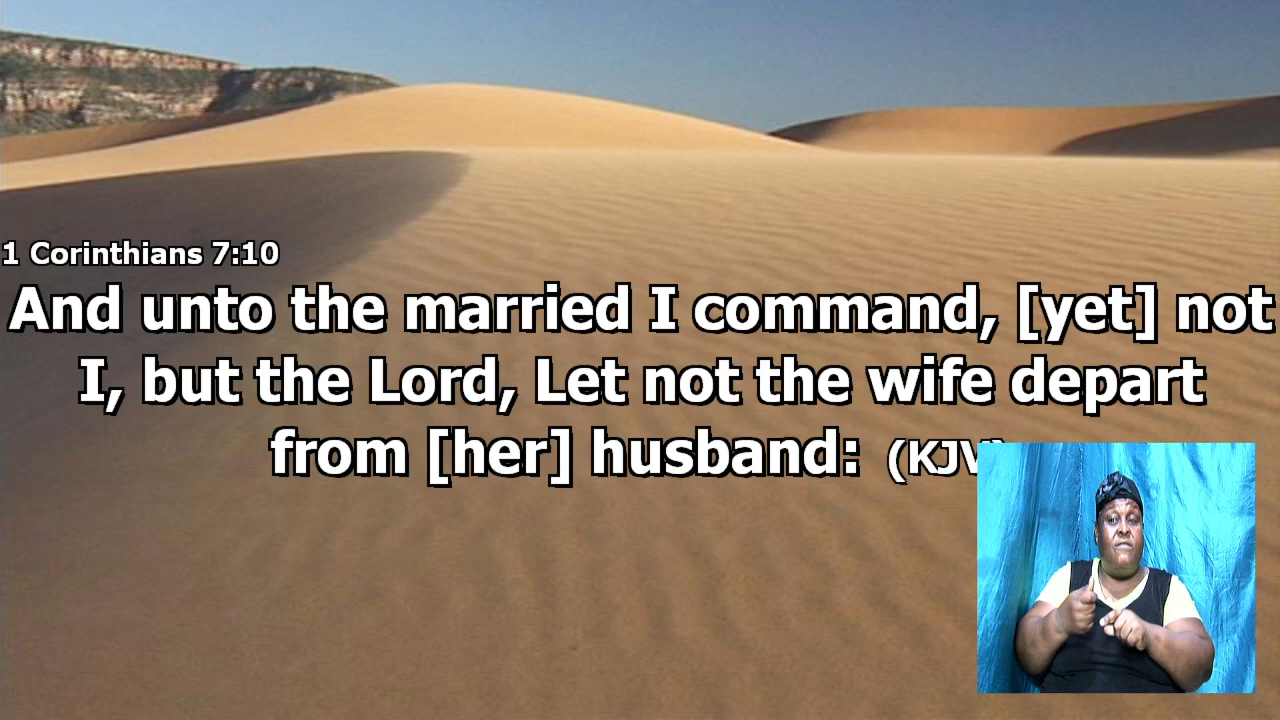 1 Corinthians 7:10
And unto the married I command, [yet] not
I, but the Lord, Let not the wife depart
from [her] husband: (KJV)